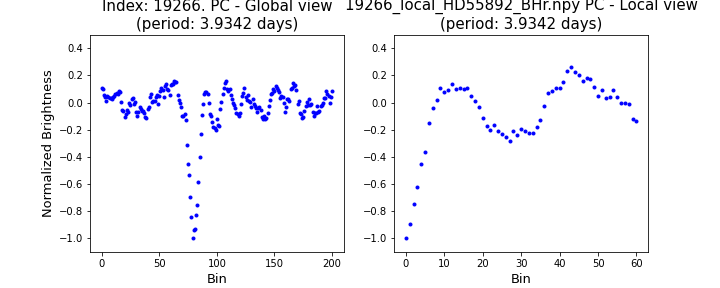 Index: 19266. PC - Global view
(period: 3.9342 days)
19266_local_HD55892_BHr.npy PC - Local view
(period: 3.9342 days)
Normalized Brightness
0.4
0.2
0.0
−0.2
−0.4
−0.6
−0.8
−1.0
0 50 100 150 200
Bin
0.4
0.2
0.0
−0.2
−0.4
−0.6
−0.8
−1.0
0 10 20 30 40 50 60
Bin